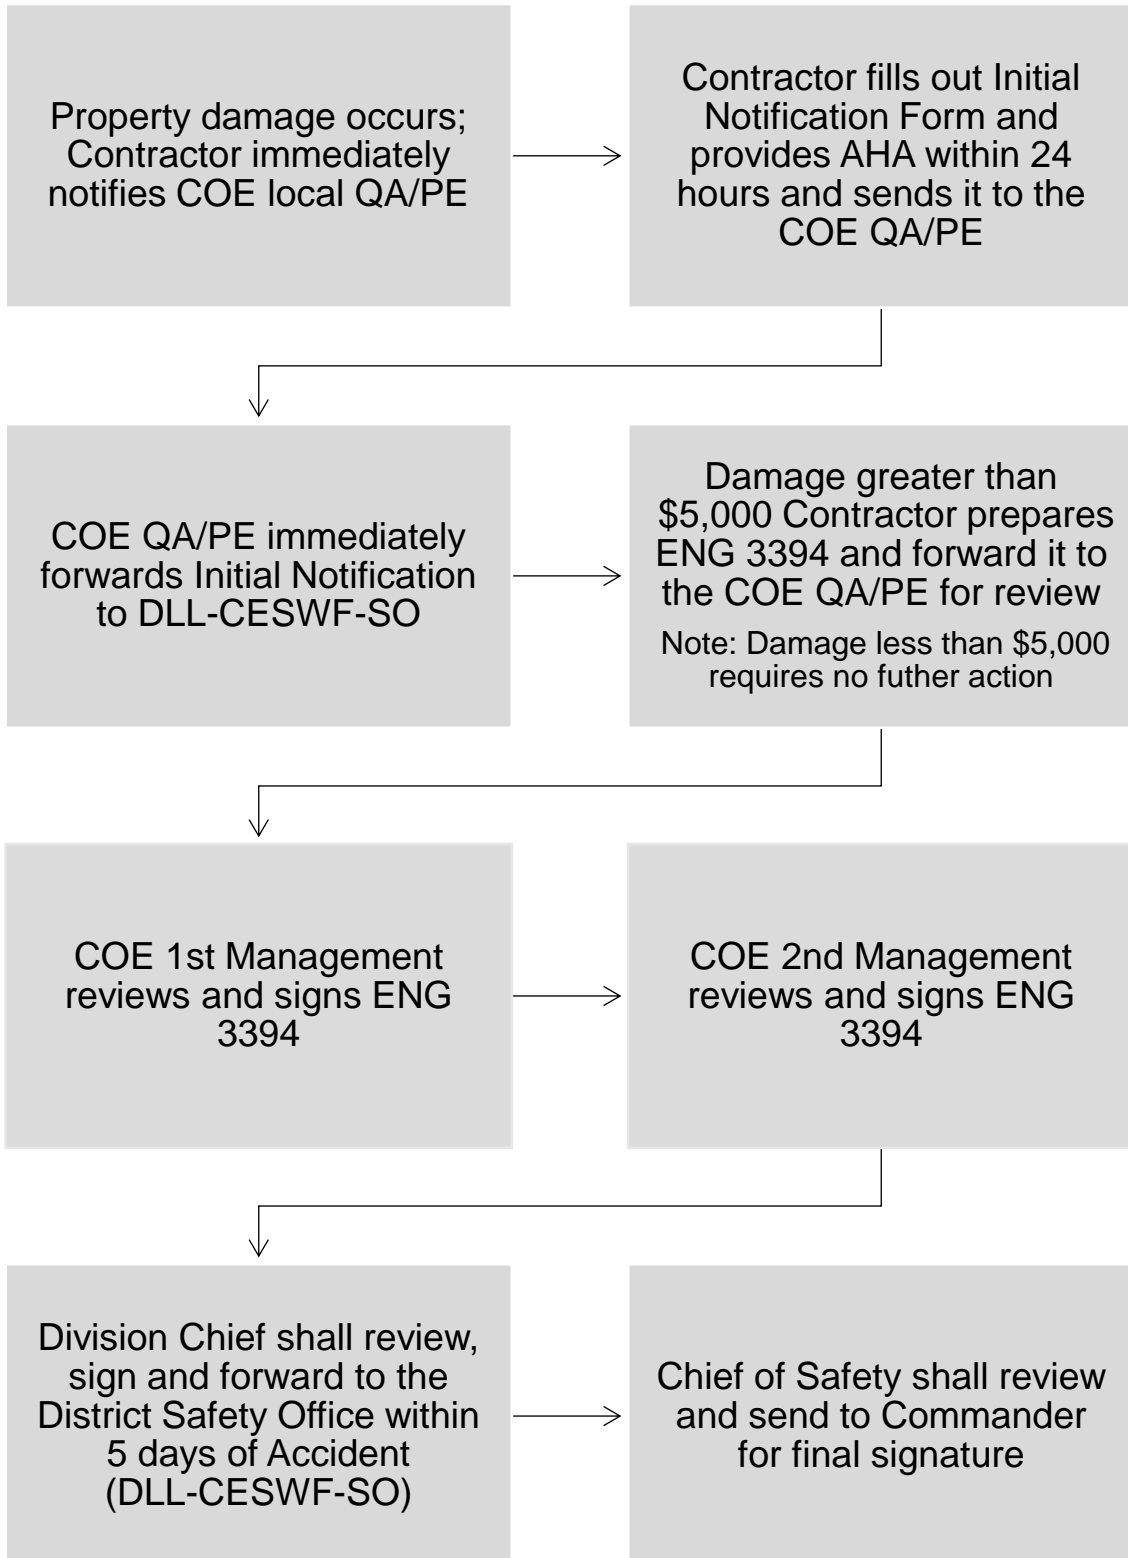 Property damage occurs;
Contractor immediately
notifies COE local QA/PE
Contractor fills out Initial
Notification Form and
provides AHA within 24
hours and sends it to the
COE QA/PE
COE QA/PE immediately
forwards Initial Notification
to DLL-CESWF-SO
Damage greater than
$5,000 Contractor prepares
ENG 3394 and forward it to
the COE QA/PE for review
Note: Damage less than $5,000
requires no futher action
COE 1st Management
reviews and signs ENG
3394
COE 2nd Management
reviews and signs ENG
3394
Division Chief shall review,
sign and forward to the
District Safety Office within
5 days of Accident
(DLL-CESWF-SO)
Chief of Safety shall review
and send to Commander
for final signature